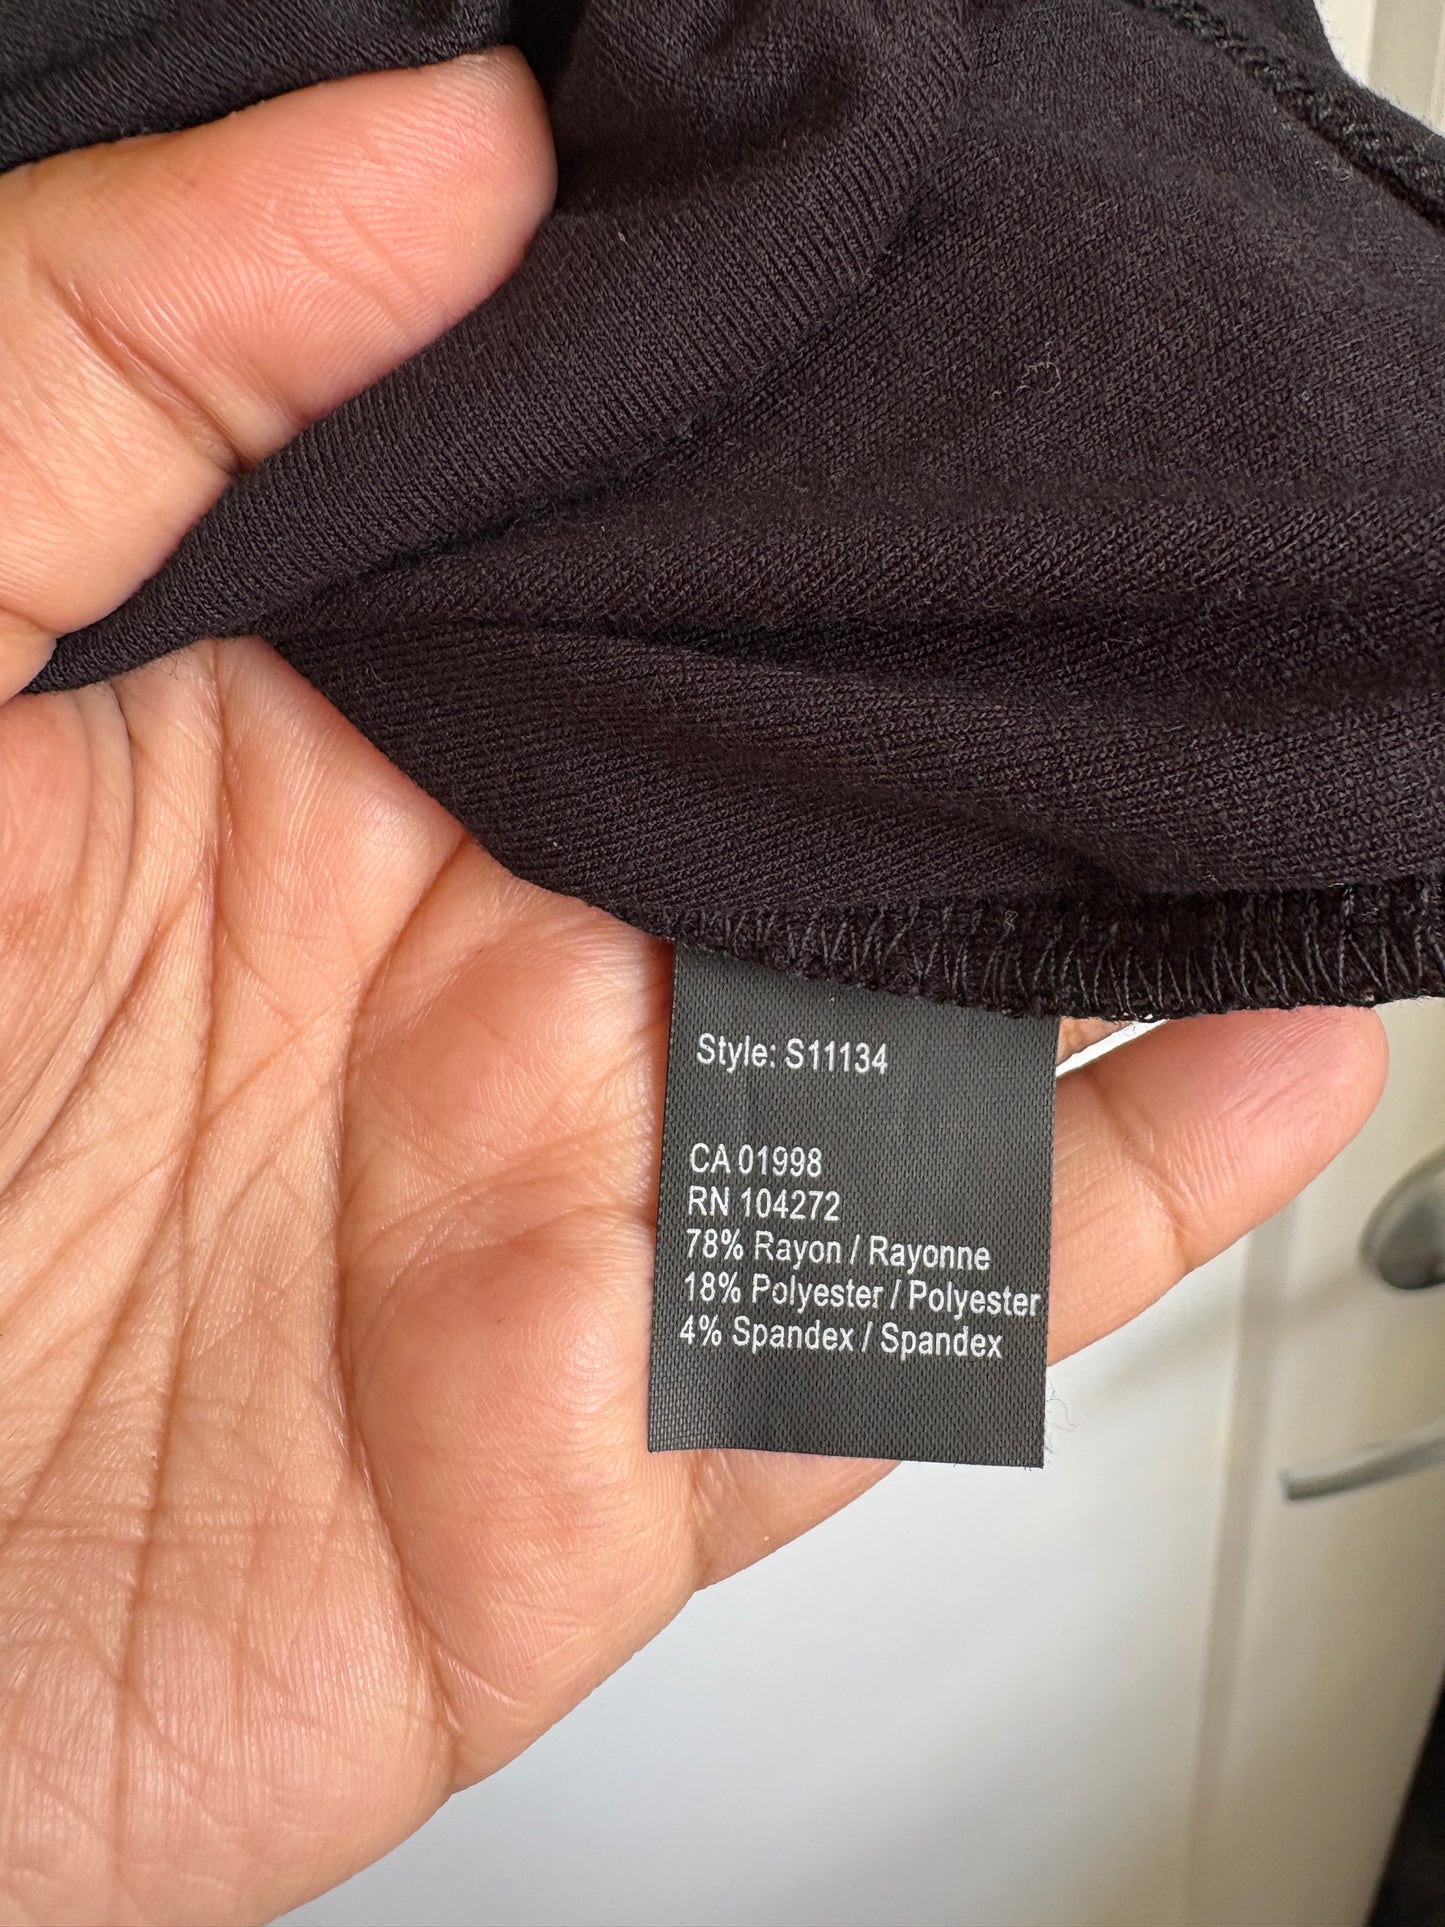 Style: S11134
CA 01998
RN 104272
78% Rayon / Rayonne
18% Polyester / Polyester
4% Spandex / Spandex